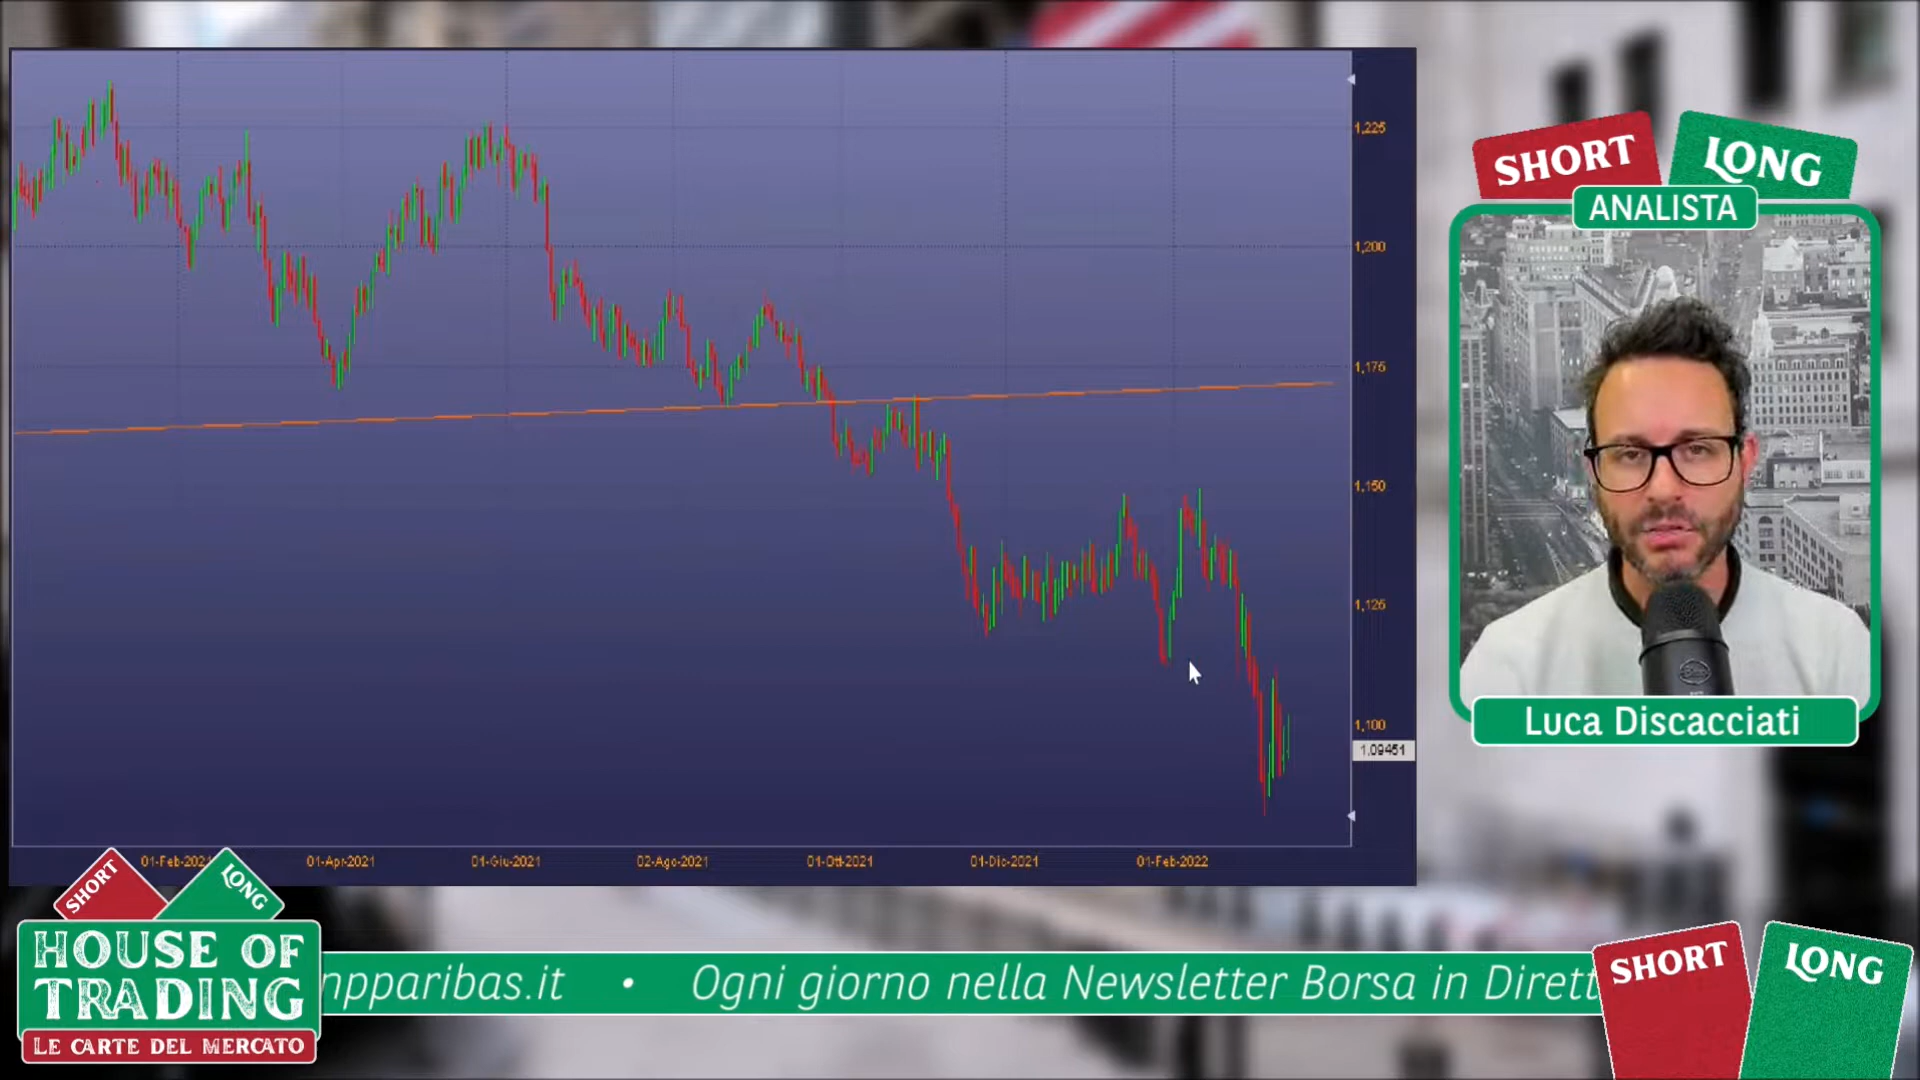 1,225
1,200
1,175
1,150
1,125
1,100
1,09451
01-Feb-2021
01-Apr-2021
01-Giu-2021
02-Ago-2021
01-Ott-2021
01-Dic-2021
01-Feb-2022
SHORT
LONG
ANALISTA
Luca Discacciati
SHORT
LONG
HOUSE OF
TRADING
LE CARTE DEL MERCATO
npparibas.it • Ogni giorno nella Newsletter Borsa in Dirett
SHORT
LONG